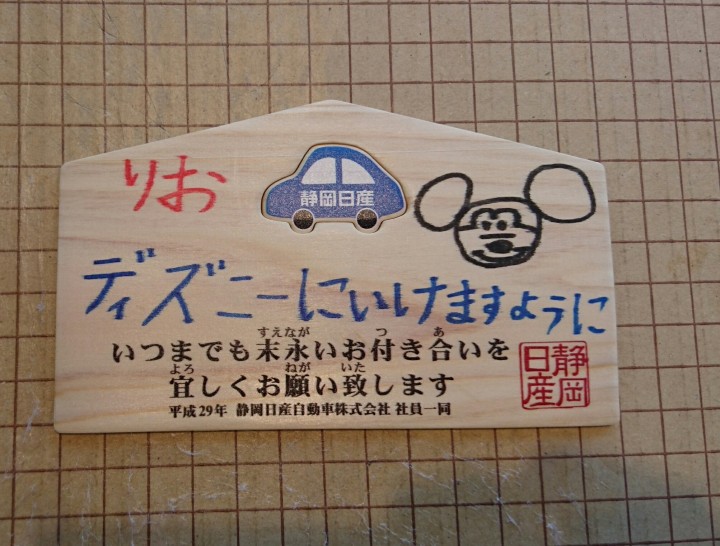 りお
静岡日産
ディズニーにいけますように
すえなが つ あ
いつまでも末永いお付き合いを
よろ ねが いた
宜しくお願い致します
平成29年 静岡日産自動車株式会社 社員一同
静岡
日産